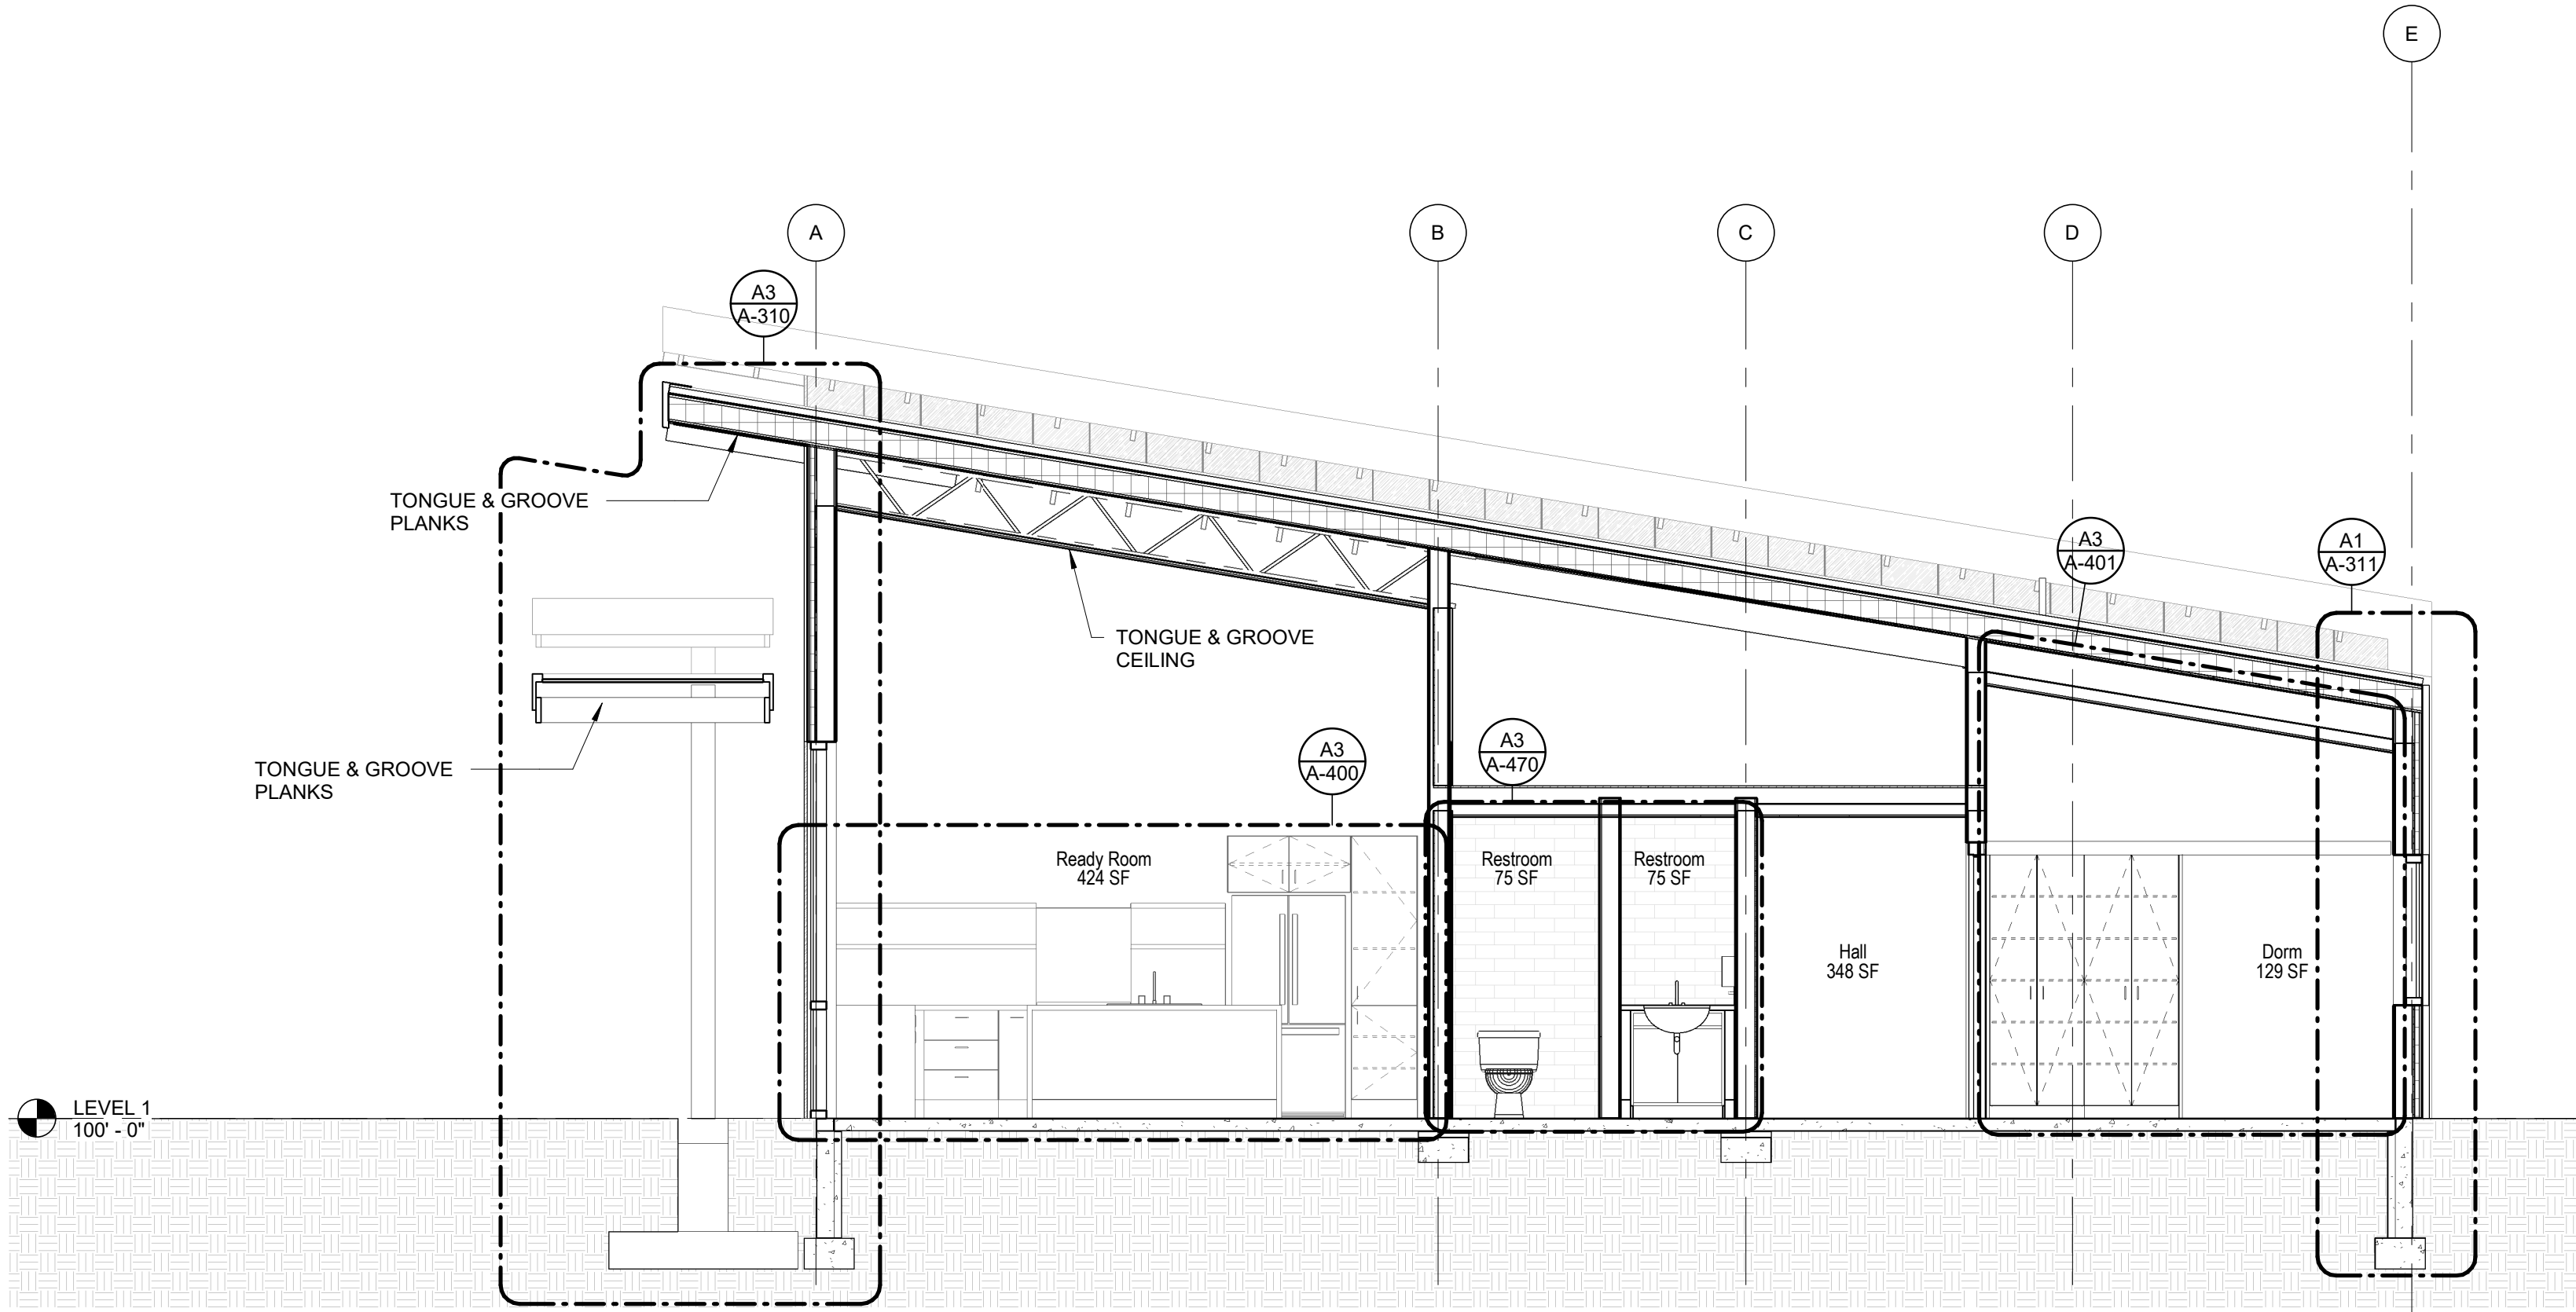 E
A
B
C
D
A3
A-310
TONGUE & GROOVE
PLANKS
A3
A-401
A1
A-311
TONGUE & GROOVE
CEILING
TONGUE & GROOVE
PLANKS
A3
A-400
A3
A-470
Ready Room
424 SF
Restroom
75 SF
Restroom
75 SF
Hall
348 SF
Dorm
129 SF
LEVEL 1
100' - 0"